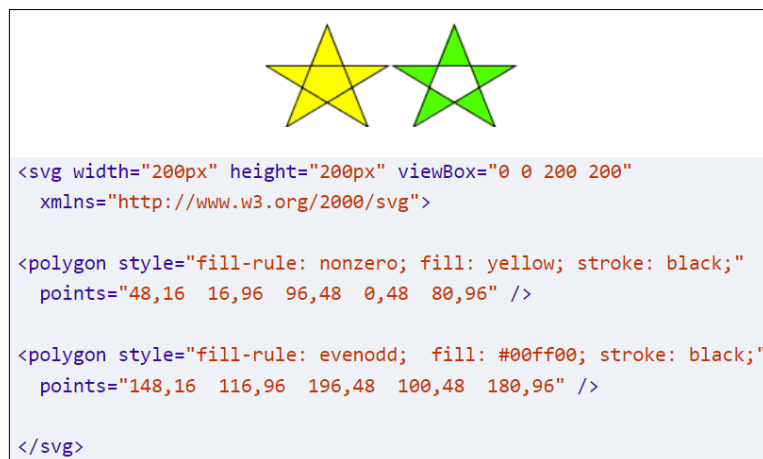 <svg width="200px" height="200px" viewBox="0 0 200 200"
xmlns="http://www.w3.org/2000/svg">
<polygon style="fill-rule: nonzero; fill: yellow; stroke: black;"
points="48,16  16,96  96,48  0,48  80,96" />
<polygon style="fill-rule: evenodd;  fill: #00ff00; stroke: black;"
points="148,16  116,96  196,48  100,48  180,96" />
</svg>